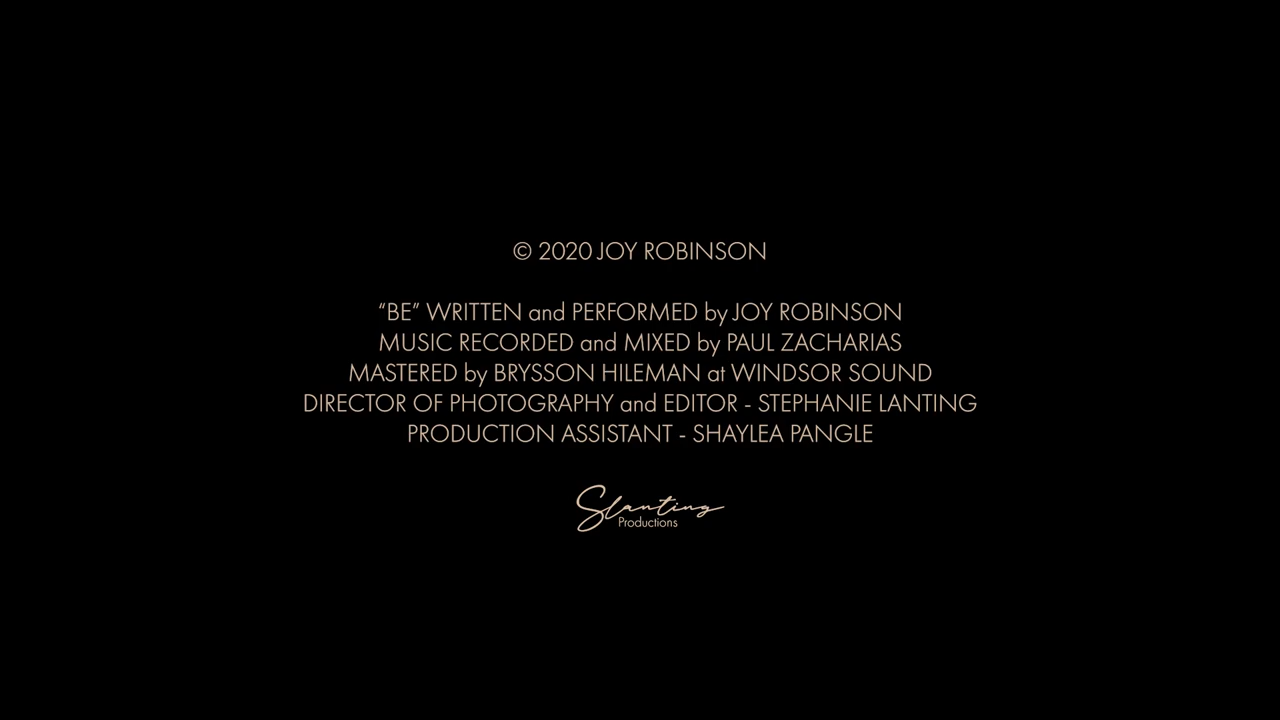 © 2020 JOY ROBINSON
“BE” WRITTEN and PERFORMED by JOY ROBINSON
MUSIC RECORDED and MIXED by PAUL ZACHARIAS
MASTERED by BRYSSON HILEMAN at WINDSOR SOUND
DIRECTOR OF PHOTOGRAPHY and EDITOR - STEPHANIE LANTING
PRODUCTION ASSISTANT - SHAYLEA PANGLE
Slanting
Productions